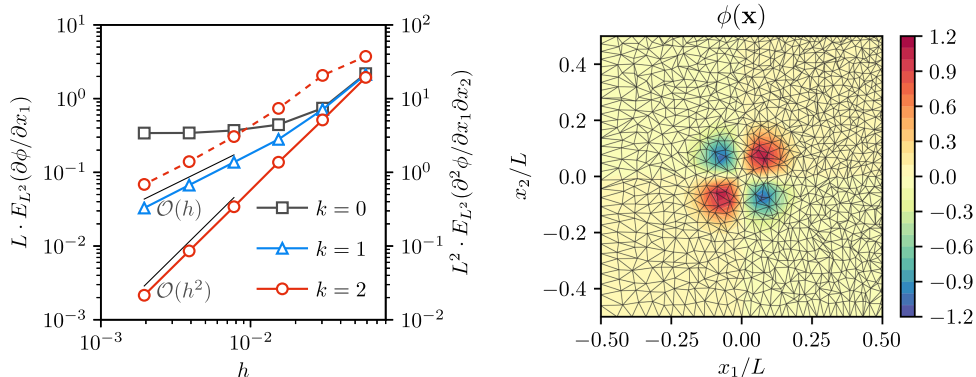 L · E_{L^2}(∂ϕ/∂x_1)
10^1
10^0
10^{−1}
10^{−2}
10^{−3}
𝒪(h)
𝒪(h^2)
k = 0
k = 1
k = 2
10^{−3}
10^{−2}
h
10^2
10^1
10^0
10^{−1}
10^{−2}
L^2 · E_{L^2}(∂^2ϕ/∂x_1∂x_2)
ϕ(𝐱)
x_2/L
0.4
0.2
0.0
−0.2
−0.4
−0.50
−0.25
0.00
0.25
0.50
x_1/L
1.2
0.9
0.6
0.3
0.0
−0.3
−0.6
−0.9
−1.2